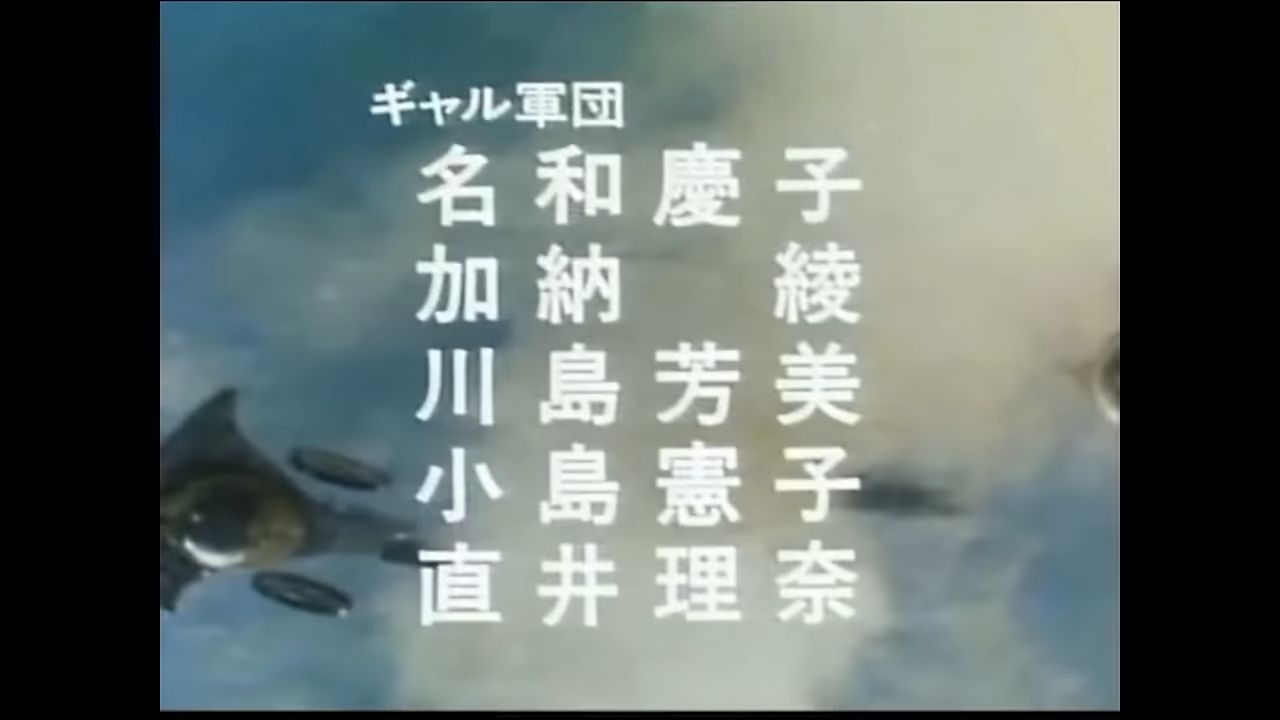 ギャル軍団
名和慶子
加納 綾
川島芳美
小島憲子
直井理奈